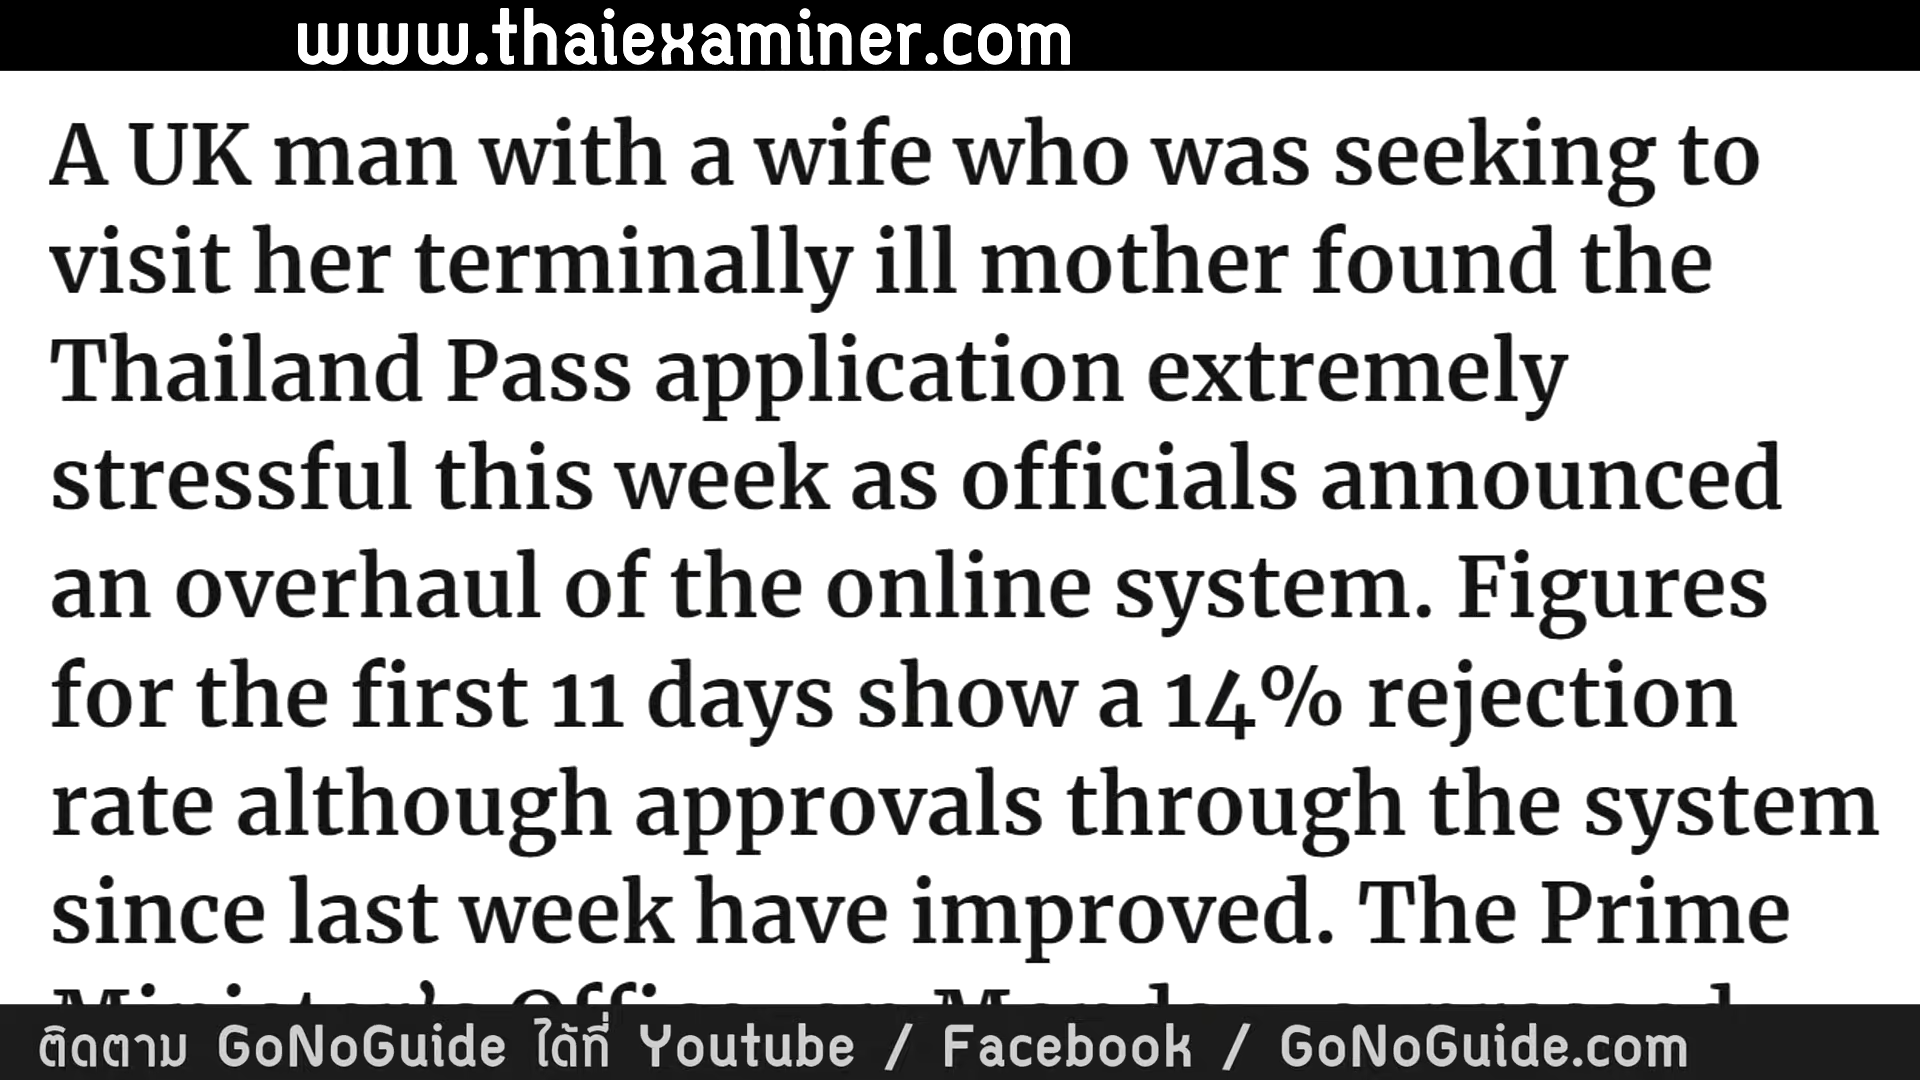 www.thaiexaminer.com
A UK man with a wife who was seeking to
visit her terminally ill mother found the
Thailand Pass application extremely
stressful this week as officials announced
an overhaul of the online system. Figures
for the first 11 days show a 14% rejection
rate although approvals through the system
since last week have improved. The Prime
ติดตาม GoNoGuide ได้ที่ Youtube / Facebook / GoNoGuide.com